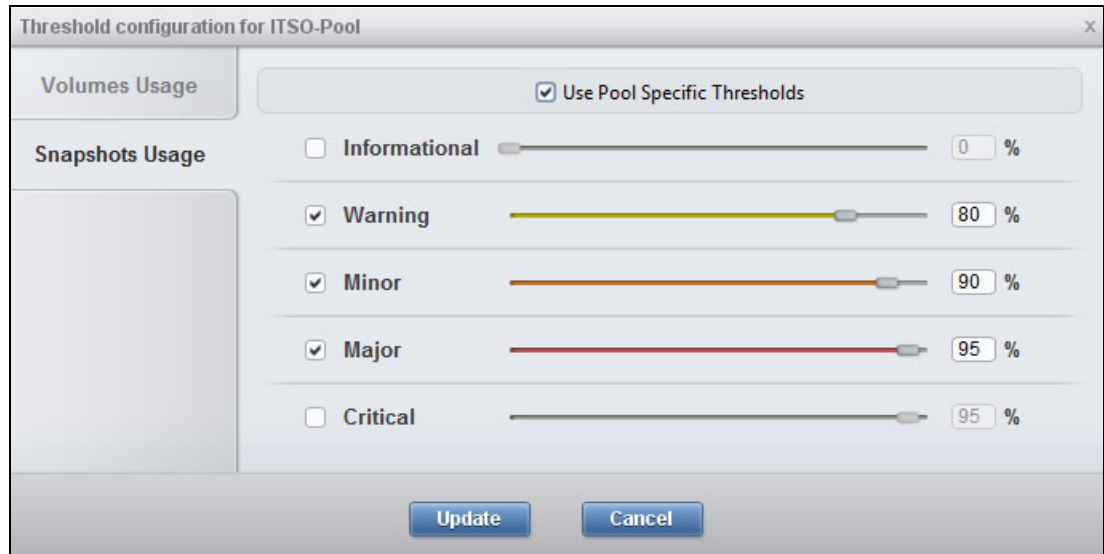 Threshold configuration for ITSO-Pool x
Volumes Usage
Use Pool Specific Thresholds
Snapshots Usage
Informational 0 %
Warning 80 %
Minor 90 %
Major 95 %
Critical 95 %
Update Cancel